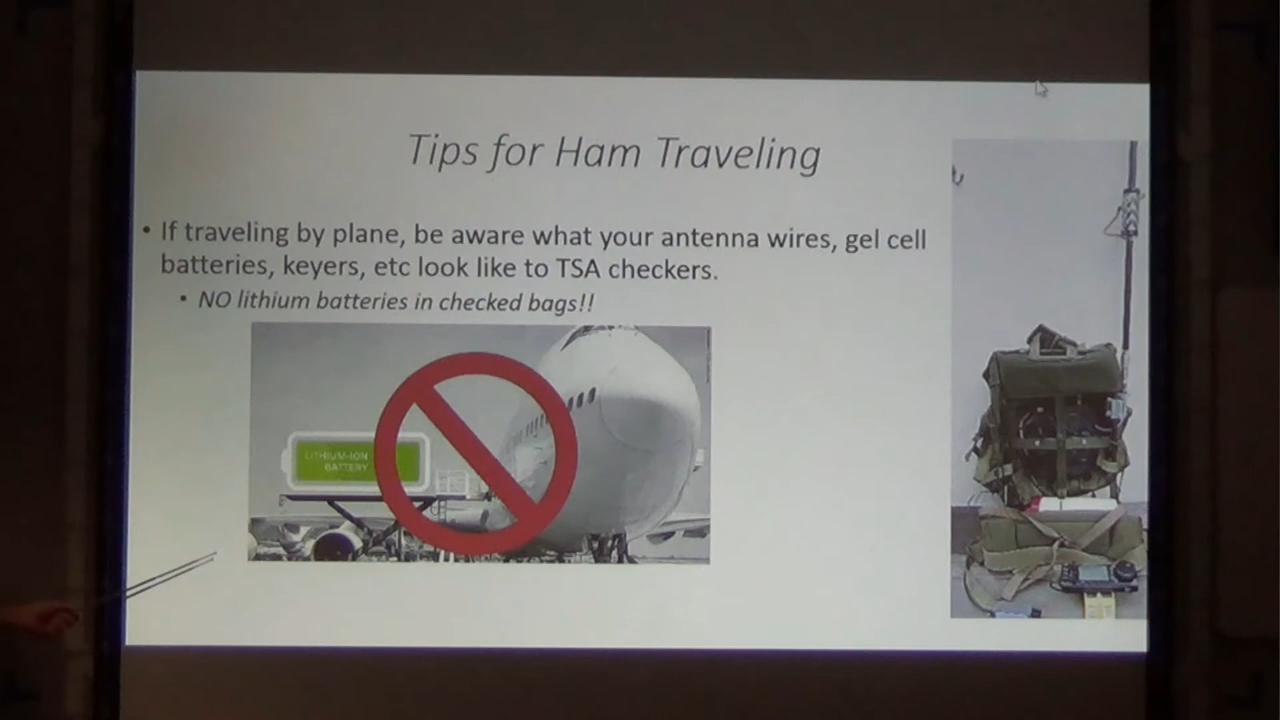 Tips for Ham Traveling
• If traveling by plane, be aware what your antenna wires, gel cell
batteries, keyers, etc look like to TSA checkers.
• NO lithium batteries in checked bags!!
LITHIUM-ION
BATTERY